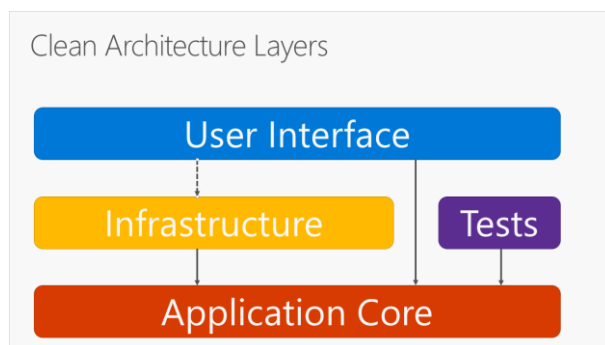 Clean Architecture Layers
User Interface
Infrastructure
Tests
Application Core